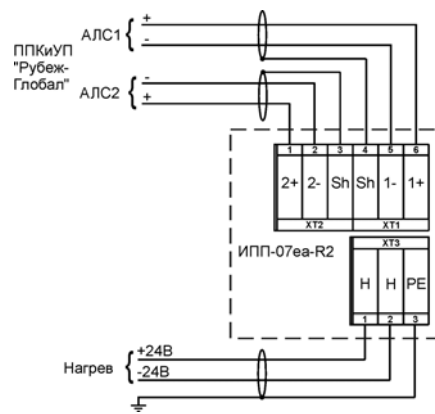 +
АЛС1
-
ППКиУП
"Рубеж-
Глобал"
-
АЛС2
+
1 2 3 4 5 6
2+ 2- Sh Sh 1- 1+
XT2 XT1
XT3
ИПП-07еа-R2
Н Н РЕ
1 2 3
+24В
Нагрев
-24В